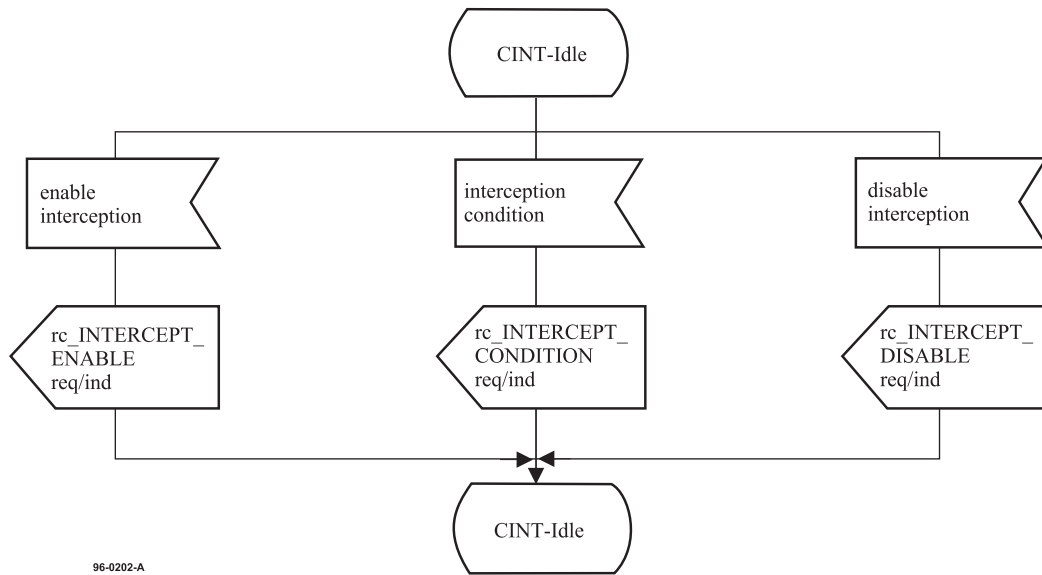 CINT-Idle
enable
interception
interception
condition
disable
interception
rc_INTERCEPT_
ENABLE
req/ind
rc_INTERCEPT_
CONDITION
req/ind
rc_INTERCEPT_
DISABLE
req/ind
CINT-Idle
96-0202-A